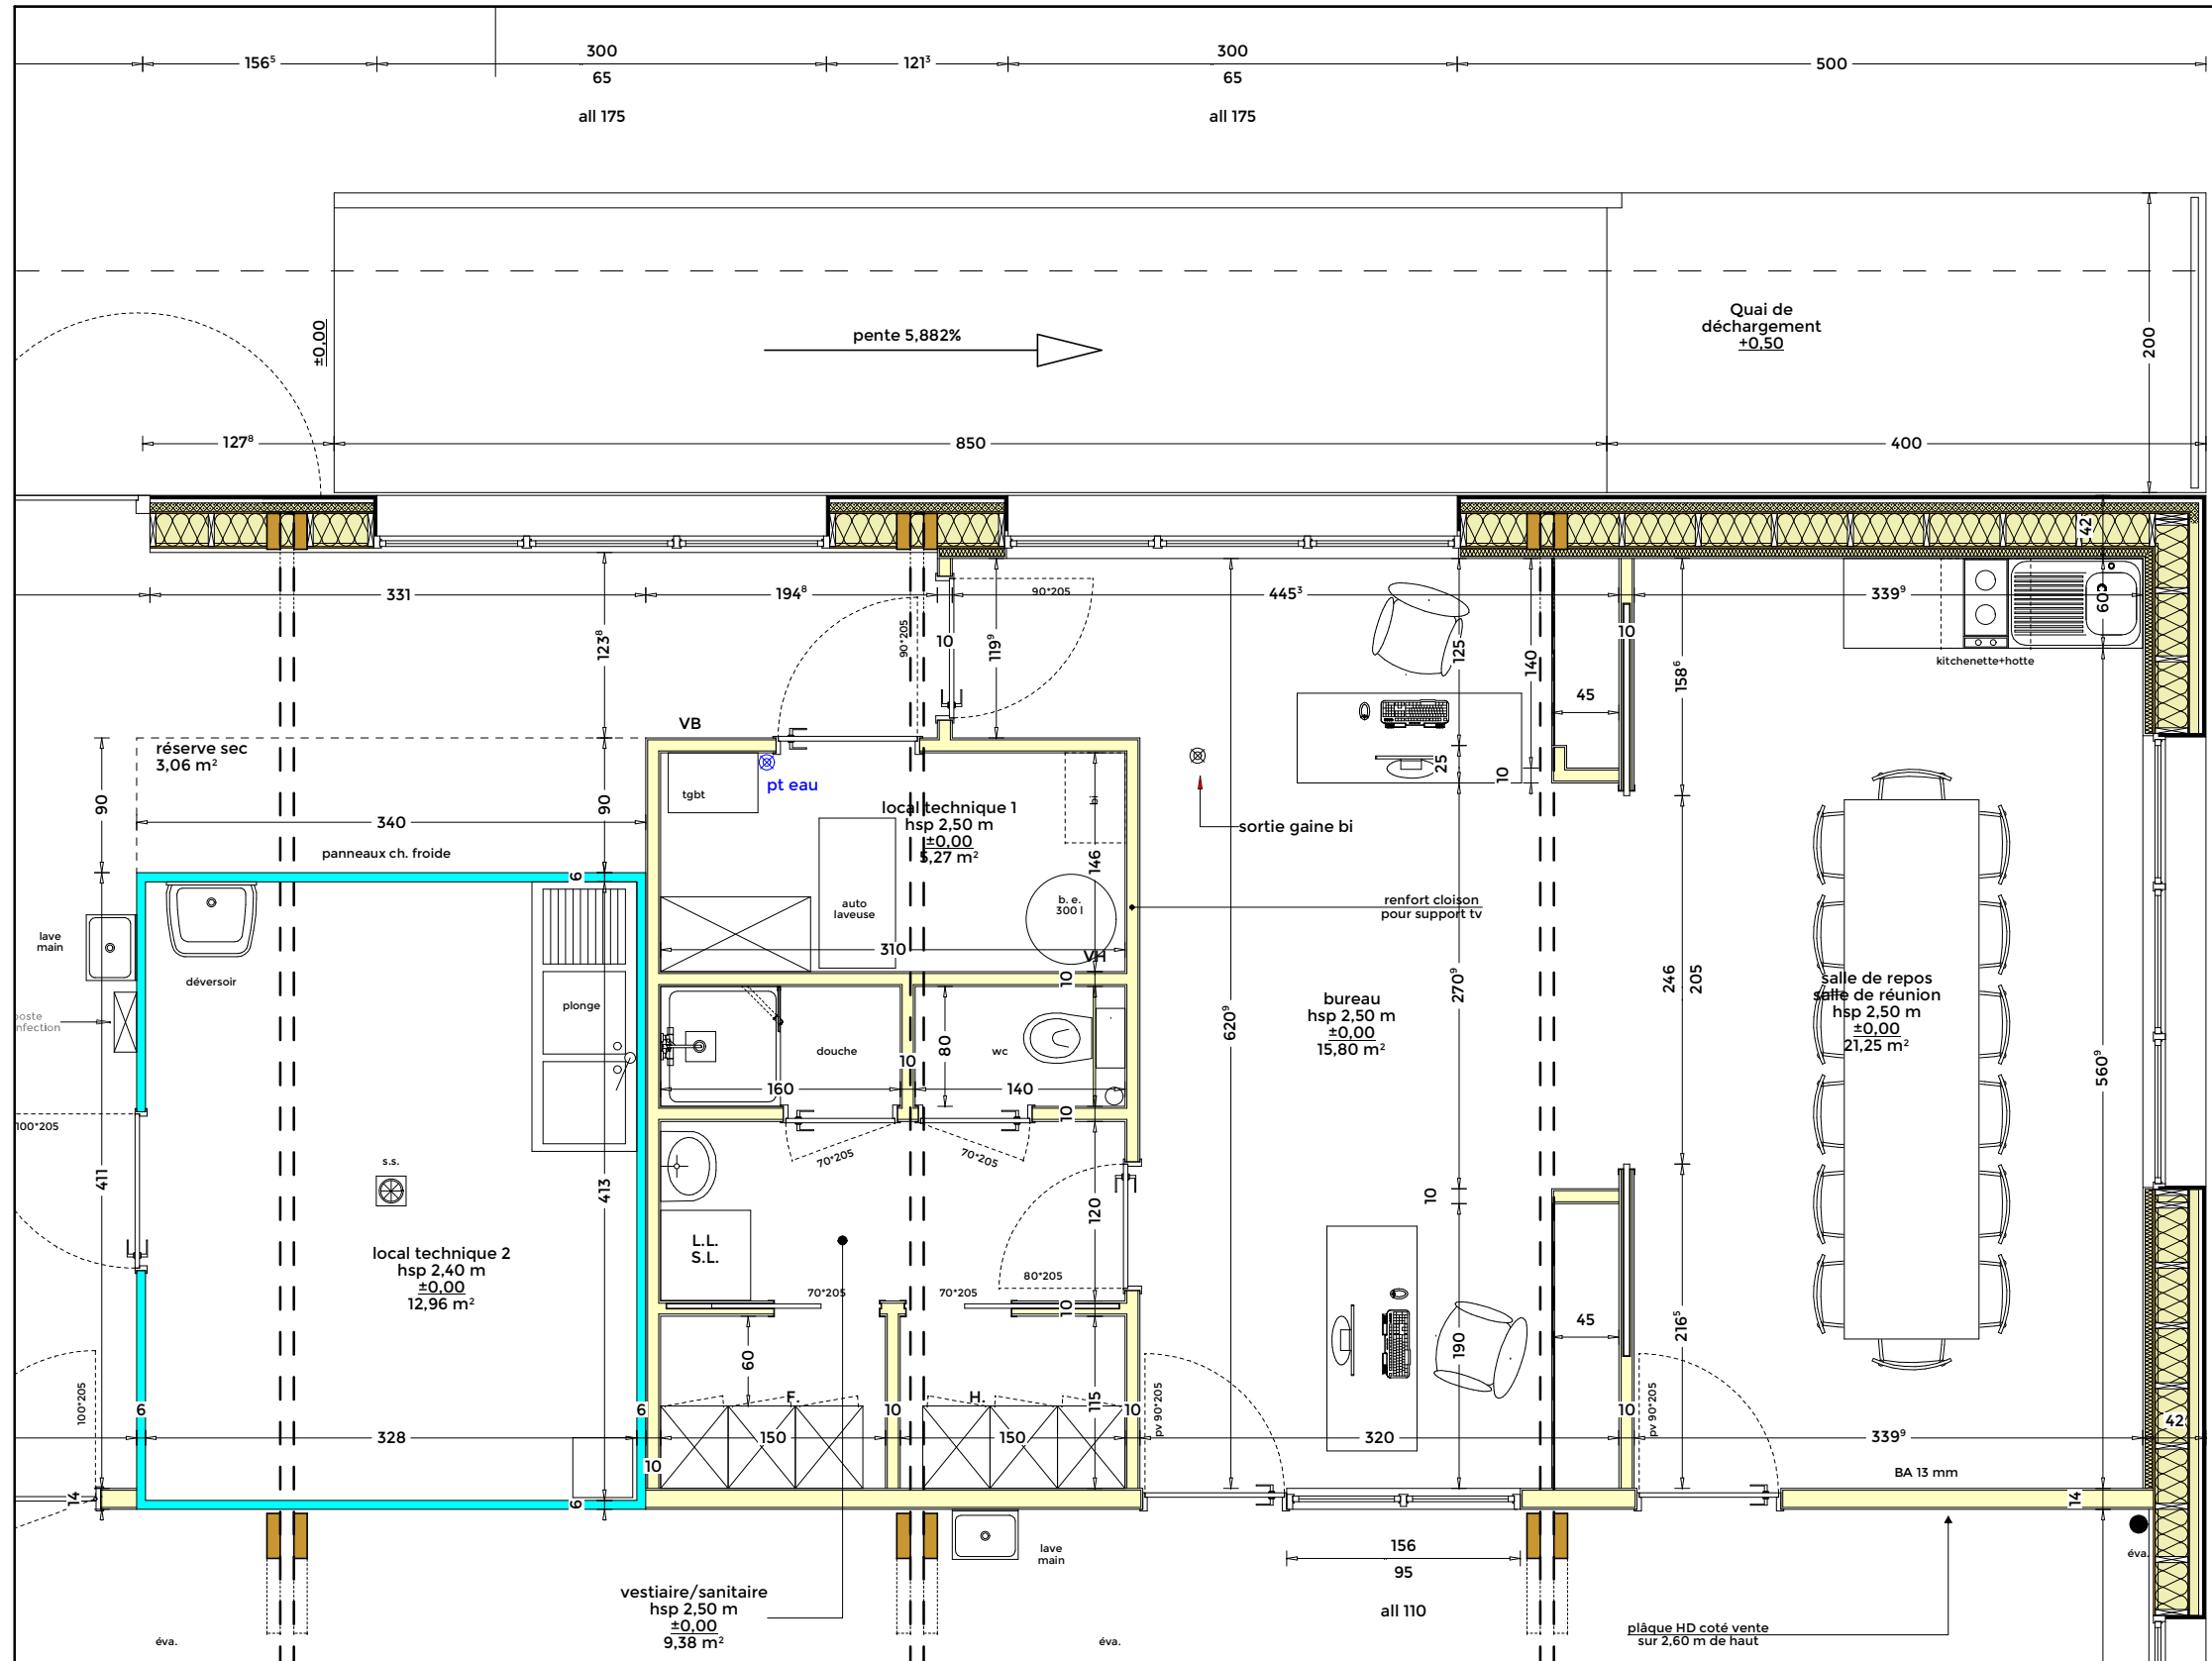 156⁵
300
65
all 175
121³
300
65
all 175
500
±0,00
pente 5,882%
Quai de
déchargement
+0,50
200
127⁸
850
400
42
331
194⁸
90*205
445³
339⁹
60
123⁸
90*205
10
119⁹
125
140
10
158⁶
kitchenette+hotte
45
VB
réserve sec
3,06 m²
90
90
pt eau
tgbt
25
10
340
local technique 1
hsp 2,50 m
±0,00
5,27 m²
sortie gaine bi
bi
panneaux ch. froide
6
146
auto
laveuse
b. e.
300 l
renfort cloison
pour support tv
lave
main
310
VH
déversoir
10
plonge
270⁹
246
205
salle de repos
salle de réunion
hsp 2,50 m
±0,00
21,25 m²
bureau
hsp 2,50 m
±0,00
15,80 m²
620⁹
douche
10
80
wc
160
140
10
560⁹
100*205
s.s.
70*205
70*205
411
413
120
10
L.L.
S.L.
local technique 2
hsp 2,40 m
±0,00
12,96 m²
80*205
70*205
70*205
10
60
190
45
216⁵
100*205
6
6
F.
H.
10
115
10
pv 90*205
10
pv 90*205
42
328
150
150
320
339⁹
10
BA 13 mm
14
6
14
lave
main
156
95
all 110
éva.
vestiaire/sanitaire
hsp 2,50 m
±0,00
9,38 m²
plâque HD coté vente
sur 2,60 m de haut
éva.
éva.